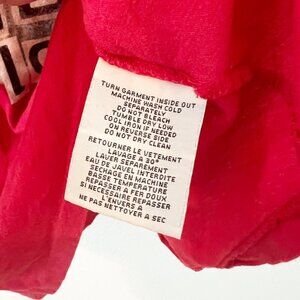 TURN GARMENT INSIDE OUT
MACHINE WASH COLD
SEPARATELY
DO NOT BLEACH
TUMBLE DRY LOW
COOL IRON IF NEEDED
ON REVERSE SIDE
DO NOT DRY CLEAN
RETOURNER LE VETEMENT
LAVAGE A 30°
LAVER SEPAREMENT
EAU DE JAVEL INTERDITE
SECHAGE EN MACHINE
BASSE TEMPERATURE
REPASSER A FER DOUX
SI NECESSAIRE REPASSER
L'ENVERS A
NE PAS NETTOYER A SEC